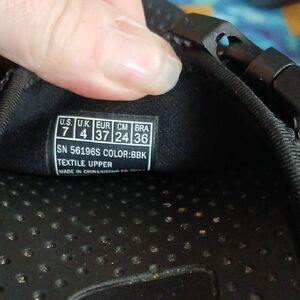 U.S. U.K EUR CM BRA
7 4 37 24 36
SN 56196S COLOR:BBK
TEXTILE UPPER
MADE IN CHINA